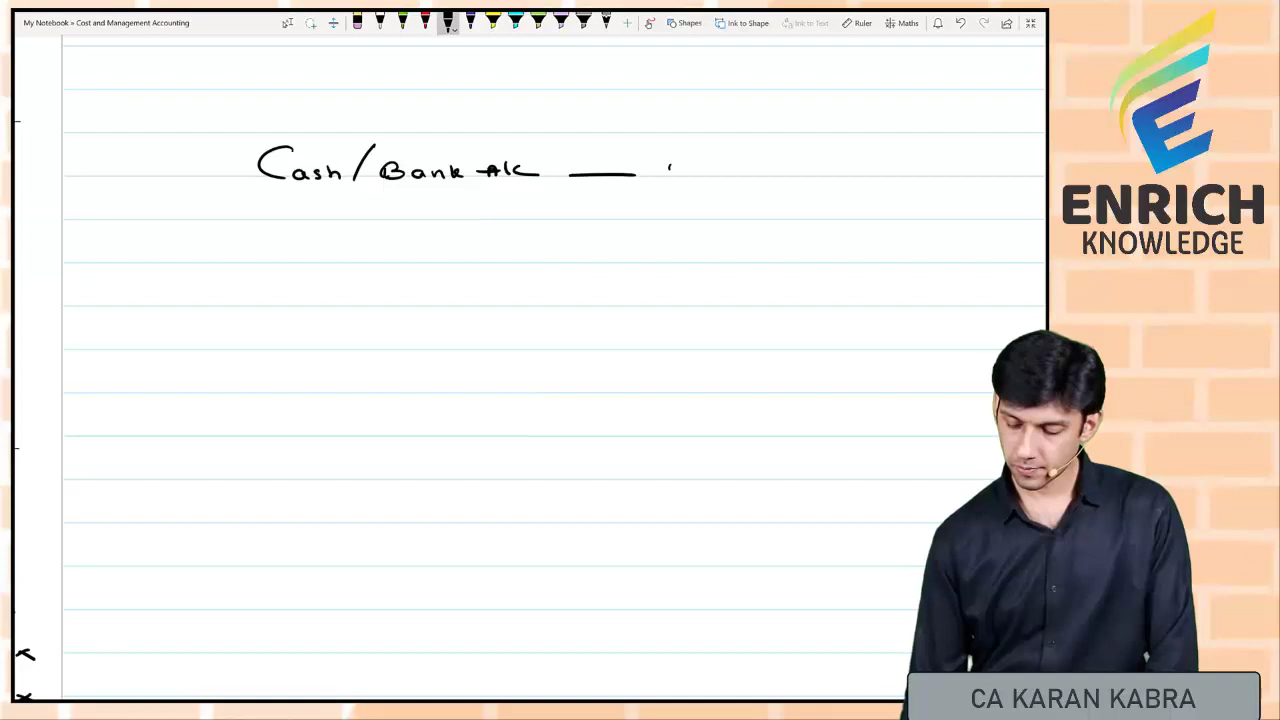 My Notebook » Cost and Management Accounting
Shapes
Ink to Shape
Ink to Text
Ruler
Maths
Cash/Bank A/c —
ENRICH
KNOWLEDGE
CA KARAN KABRA